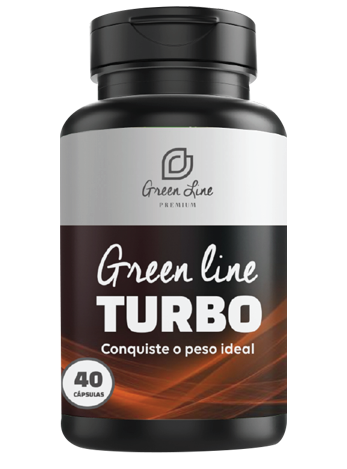 Green Line
PREMIUM
Green line
TURBO
Conquiste o peso ideal
40
CÁPSULAS